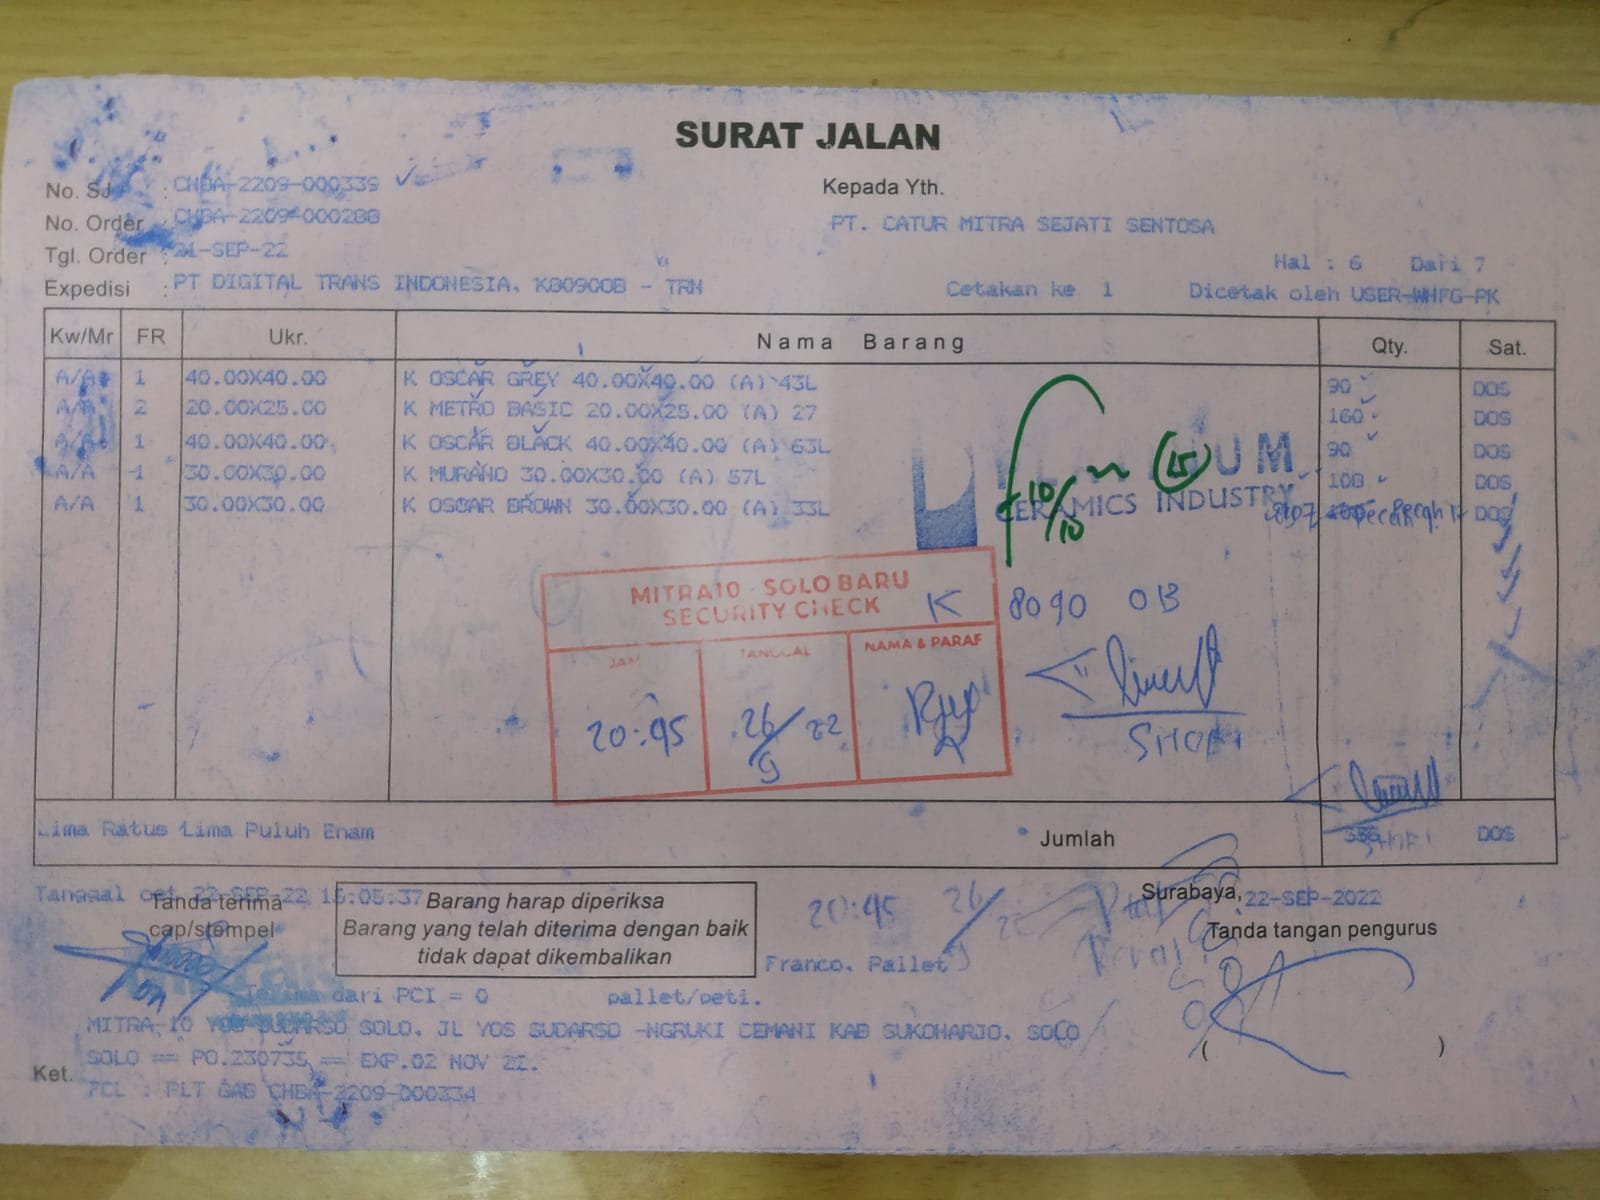 SURAT JALAN
No. SJ : CHBA-2209-000339
Kepada Yth.
No. Order : CHBA-2209-000288
PT. CATUR MITRA SEJATI SENTOSA
Tgl. Order : 21-SEP-22
Hal : 6 Dari 7
Expedisi : PT DIGITAL TRANS INDONESIA. K8090OB - TRN
Cetakan ke 1 Dicetak oleh USER-WHFG-PK
Kw/Mr FR Ukr. Nama Barang Qty. Sat.
A/A 1 40.00X40.00 K OSCAR GREY 40.00X40.00 (A) 43L 90 DOS
A/A 2 20.00X25.00 K METRO BASIC 20.00X25.00 (A) 27 160 DOS
A/A 1 40.00X40.00 K OSCAR BLACK 40.00X40.00 (A) 63L 90 DOS
A/A 1 30.00X30.00 K MURANO 30.00X30.00 (A) 57L 108 DOS
A/A 1 30.00X30.00 K OSCAR BROWN 30.00X30.00 (A) 33L DOS
UM
CERAMICS INDUSTRY
10/10 (15)
MITRA10 - SOLO BARU
SECURITY CHECK
K 8090 OB
JAM TANGGAL NAMA & PARAF
20:45 26/9 22
SHOFI
Lima Ratus Lima Puluh Enam
Jumlah 556 DOS
Tanggal cet. 22-SEP-22 15:05:37
Surabaya, 22-SEP-2022
Tanda terima
cap/stempel
Barang harap diperiksa
Barang yang telah diterima dengan baik
tidak dapat dikembalikan
20:45 26/9 22
Tanda tangan pengurus
Franco. Pallet
dari PCI = 0 pallet/peti.
MITRA 10 YOS SUDARSO SOLO. JL YOS SUDARSO -NGRUKI CEMANI KAB SUKOHARJO. SOLO
SOLO == PO.230735 == EXP.02 NOV 22.
( )
Ket.
PCL : PLT GAB CHBA-2209-000334